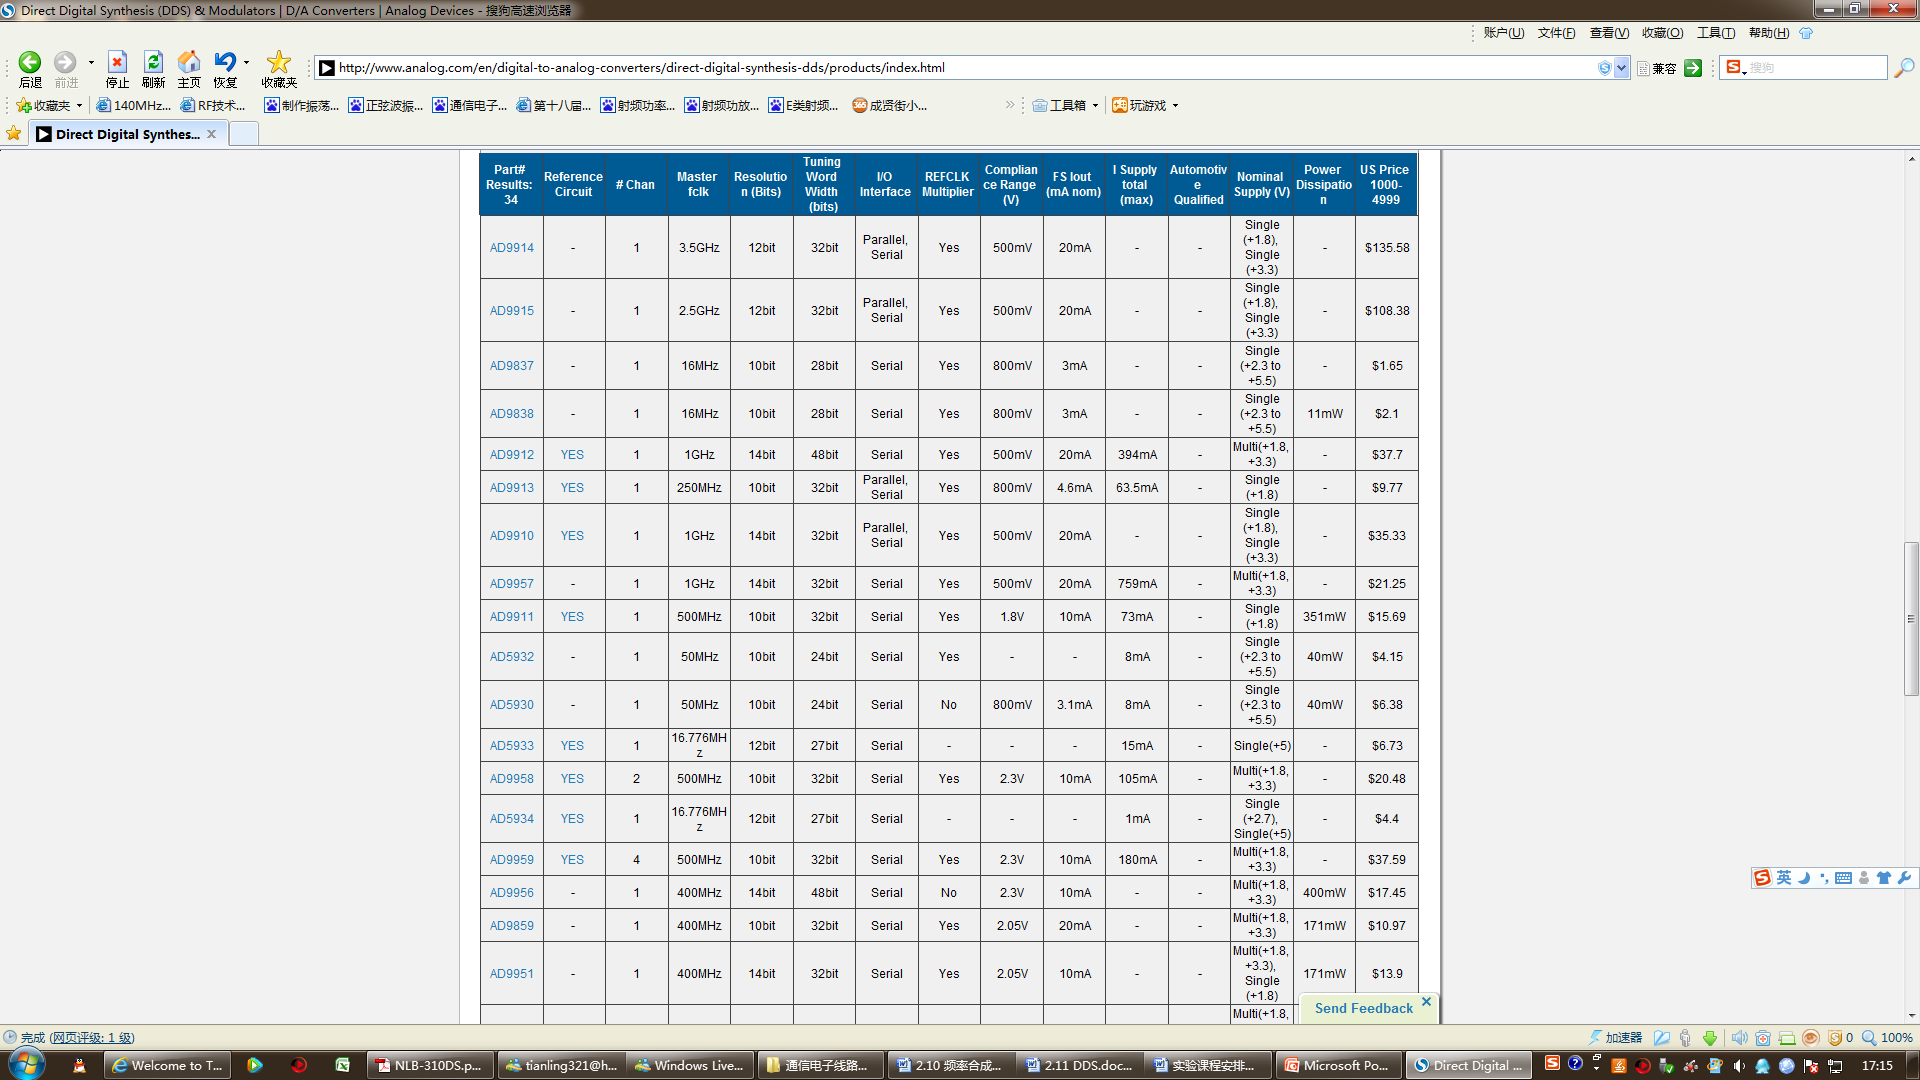 Direct Digital Synthesis (DDS) & Modulators | D/A Converters | Analog Devices - 搜狗高速浏览器
账户(U) 文件(F) 查看(V) 收藏(O) 工具(T) 帮助(H)
后退 前进 停止 刷新 主页 恢复 收藏夹
http://www.analog.com/en/digital-to-analog-converters/direct-digital-synthesis-dds/products/index.html
兼容 搜狗
收藏夹 140MHz... RF技术... 制作振荡... 正弦波振... 通信电子... 第十八届... 射频功率... 射频功放... E类射频... 成贤街小... » 工具箱 玩游戏
Direct Digital Synthes...
Part# Results: 34 Reference Circuit # Chan Master fclk Resolution (Bits) Tuning Word Width (bits) I/O Interface REFCLK Multiplier Compliance Range (V) FS Iout (mA nom) I Supply total (max) Automotive Qualified Nominal Supply (V) Power Dissipation US Price 1000-4999
AD9914 - 1 3.5GHz 12bit 32bit Parallel, Serial Yes 500mV 20mA - - Single (+1.8), Single (+3.3) - $135.58
AD9915 - 1 2.5GHz 12bit 32bit Parallel, Serial Yes 500mV 20mA - - Single (+1.8), Single (+3.3) - $108.38
AD9837 - 1 16MHz 10bit 28bit Serial Yes 800mV 3mA - - Single (+2.3 to +5.5) - $1.65
AD9838 - 1 16MHz 10bit 28bit Serial Yes 800mV 3mA - - Single (+2.3 to +5.5) 11mW $2.1
AD9912 YES 1 1GHz 14bit 48bit Serial Yes 500mV 20mA 394mA - Multi(+1.8, +3.3) - $37.7
AD9913 YES 1 250MHz 10bit 32bit Parallel, Serial Yes 800mV 4.6mA 63.5mA - Single (+1.8) - $9.77
AD9910 YES 1 1GHz 14bit 32bit Parallel, Serial Yes 500mV 20mA - - Single (+1.8), Single (+3.3) - $35.33
AD9957 - 1 1GHz 14bit 32bit Serial Yes 500mV 20mA 759mA - Multi(+1.8, +3.3) - $21.25
AD9911 YES 1 500MHz 10bit 32bit Serial Yes 1.8V 10mA 73mA - Single (+1.8) 351mW $15.69
AD5932 - 1 50MHz 10bit 24bit Serial Yes - - 8mA - Single (+2.3 to +5.5) 40mW $4.15
AD5930 - 1 50MHz 10bit 24bit Serial No 800mV 3.1mA 8mA - Single (+2.3 to +5.5) 40mW $6.38
AD5933 YES 1 16.776MHz 12bit 27bit Serial - - - 15mA - Single(+5) - $6.73
AD9958 YES 2 500MHz 10bit 32bit Serial Yes 2.3V 10mA 105mA - Multi(+1.8, +3.3) - $20.48
AD5934 YES 1 16.776MHz 12bit 27bit Serial - - - 1mA - Single (+2.7), Single(+5) - $4.4
AD9959 YES 4 500MHz 10bit 32bit Serial Yes 2.3V 10mA 180mA - Multi(+1.8, +3.3) - $37.59
AD9956 - 1 400MHz 14bit 48bit Serial No 2.3V 10mA - - Multi(+1.8, +3.3) 400mW $17.45
AD9859 - 1 400MHz 10bit 32bit Serial Yes 2.05V 20mA - - Multi(+1.8, +3.3) 171mW $10.97
AD9951 - 1 400MHz 14bit 32bit Serial Yes 2.05V 10mA - - Multi(+1.8, +3.3), Single (+1.8) 171mW $13.9
Multi(+1.8,
Send Feedback
英
完成 (网页评级: 1 级) 加速器 0 100%
Welcome to T... NLB-310DS.p... tianling321@h... Windows Live... 通信电子线路... 2.10 频率合成... 2.11 DDS.doc... 实验课程安排... Microsoft Po... Direct Digital ... 17:15